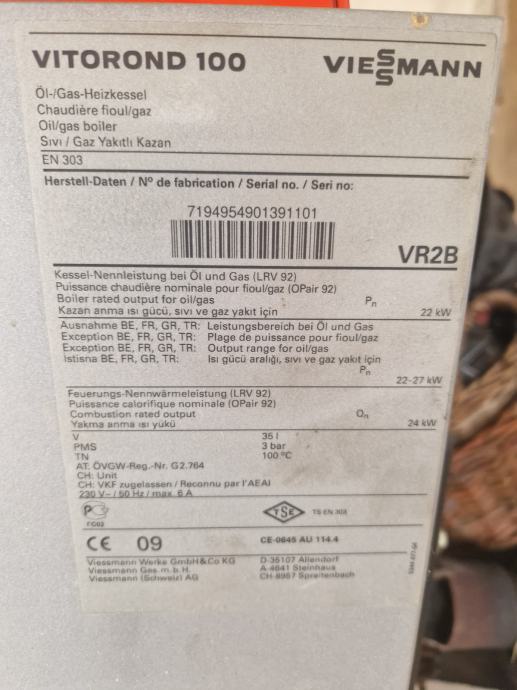 VITOROND 100
VIESSMANN
Öl-/Gas-Heizkessel
Chaudière fioul/gaz
Oil/gas boiler
Sıvı / Gaz Yakıtlı Kazan
EN 303
Herstell-Daten / Nº de fabrication / Serial no. / Seri no:
7194954901391101
VR2B
Kessel-Nennleistung bei Öl und Gas (LRV 92)
Puissance chaudière nominale pour fioul/gaz (OPair 92)
Boiler rated output for oil/gas Pn
Kazan anma ısı gücü, sıvı ve gaz yakıt için 22 kW
Ausnahme BE, FR, GR, TR: Leistungsbereich bei Öl und Gas
Exception BE, FR, GR, TR: Plage de puissance pour fioul/gaz
Exception BE, FR, GR, TR: Output range for oil/gas
İstisna BE, FR, GR, TR: Isı gücü aralığı, sıvı ve gaz yakıt için
Pn
22-27 kW
Feuerungs-Nennwärmeleistung (LRV 92)
Puissance calorifique nominale (OPair 92)
Combustion rated output Qn
Yakma anma ısı yükü 24 kW
V 35 l
PMS 3 bar
TN 100 °C
AT: ÖVGW-Reg.-Nr. G2.764
CH: Unit
CH: VKF zugelassen / Reconnu par l'AEAI
230 V~ / 50 Hz / max. 6 A
TSE TS EN 303
CE 09 CE-0645 AU 114.4
Viessmann Werke GmbH&Co KG D-35107 Allendorf
Viessmann Ges.m.b.H. A-4641 Steinhaus
Viessmann (Schweiz) AG CH-8957 Spreitenbach